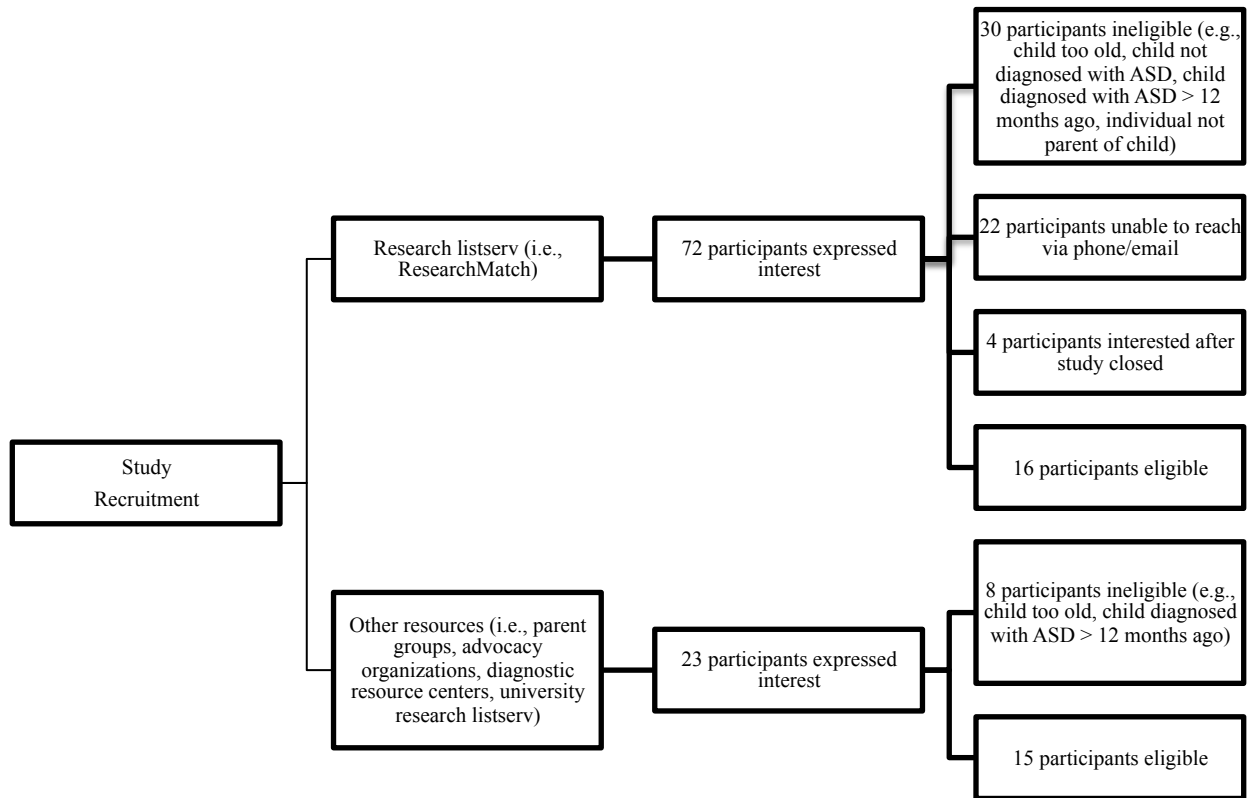 Study
Recruitment
Research listserv (i.e.,
ResearchMatch)
72 participants expressed
interest
30 participants ineligible (e.g.,
child too old, child not
diagnosed with ASD, child
diagnosed with ASD > 12
months ago, individual not
parent of child)
22 participants unable to reach
via phone/email
4 participants interested after
study closed
16 participants eligible
Other resources (i.e., parent
groups, advocacy
organizations, diagnostic
resource centers, university
research listserv)
23 participants expressed
interest
8 participants ineligible (e.g.,
child too old, child diagnosed
with ASD > 12 months ago)
15 participants eligible